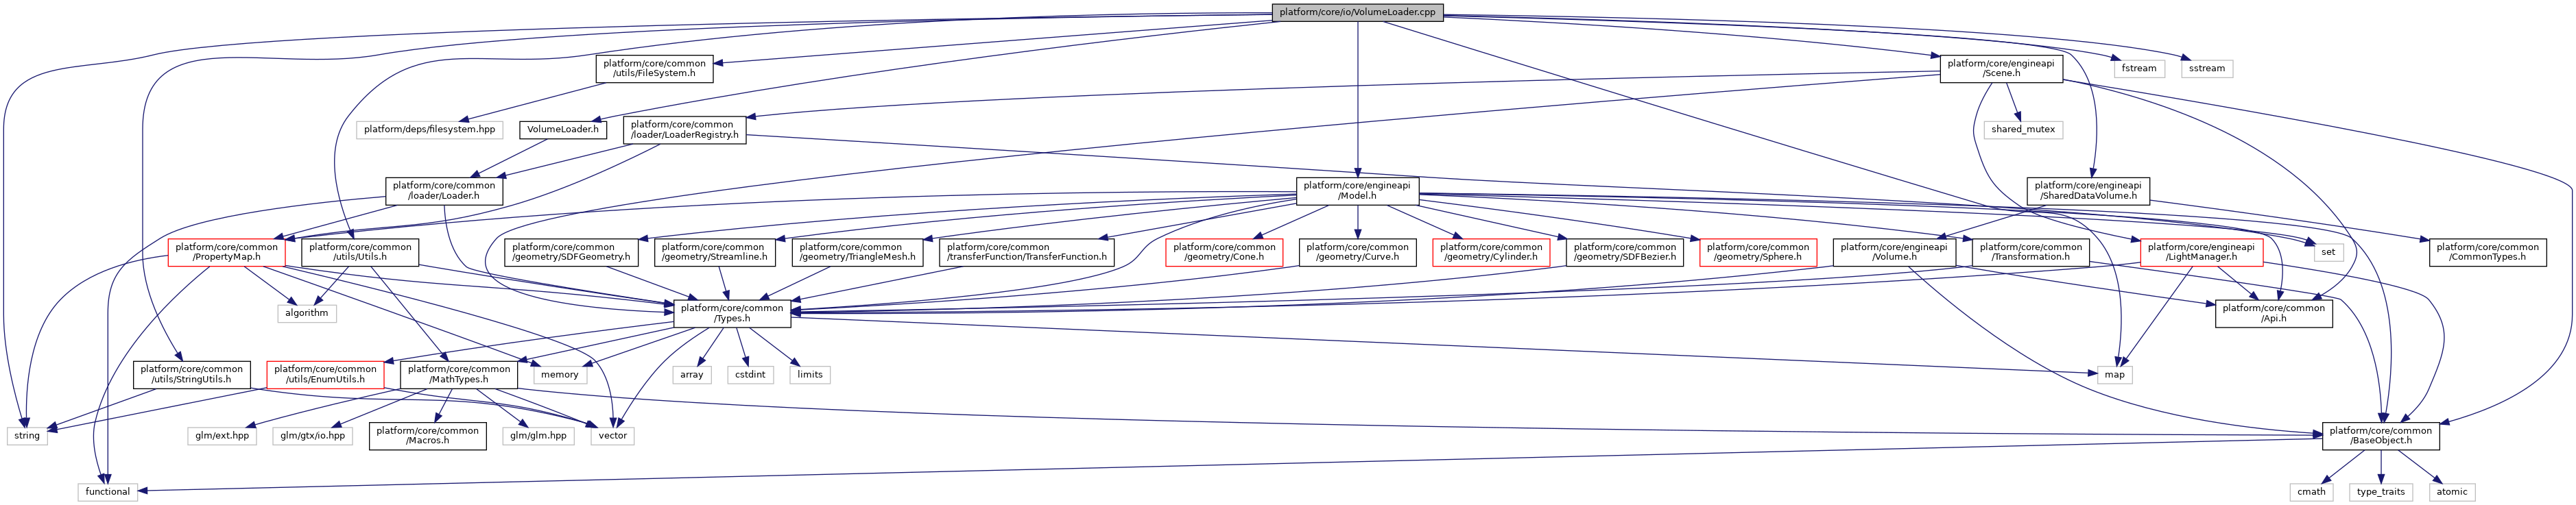 platform/core/io/VolumeLoader.cpp
platform/core/common
/utils/FileSystem.h
platform/core/engineapi
/Scene.h
fstream
sstream
platform/deps/filesystem.hpp
VolumeLoader.h
platform/core/common
/loader/LoaderRegistry.h
shared_mutex
platform/core/common
/loader/Loader.h
platform/core/engineapi
/Model.h
platform/core/engineapi
/SharedDataVolume.h
platform/core/common
/PropertyMap.h
platform/core/common
/utils/Utils.h
platform/core/common
/geometry/SDFGeometry.h
platform/core/common
/geometry/Streamline.h
platform/core/common
/geometry/TriangleMesh.h
platform/core/common
/transferFunction/TransferFunction.h
platform/core/common
/geometry/Cone.h
platform/core/common
/geometry/Curve.h
platform/core/common
/geometry/Cylinder.h
platform/core/common
/geometry/SDFBezier.h
platform/core/common
/geometry/Sphere.h
platform/core/engineapi
/Volume.h
platform/core/common
/Transformation.h
platform/core/engineapi
/LightManager.h
set
platform/core/common
/CommonTypes.h
algorithm
platform/core/common
/Types.h
platform/core/common
/Api.h
platform/core/common
/utils/StringUtils.h
platform/core/common
/utils/EnumUtils.h
platform/core/common
/MathTypes.h
memory
array
cstdint
limits
map
string
glm/ext.hpp
glm/gtx/io.hpp
platform/core/common
/Macros.h
glm/glm.hpp
vector
platform/core/common
/BaseObject.h
functional
cmath
type_traits
atomic